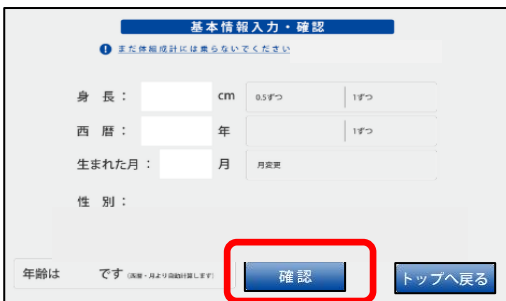 基本情報入力・確認
まだ体組成計には乗らないでください
身 長： cm 0.5ずつ 1ずつ
西 暦： 年 1ずつ
生まれた月： 月 月変更
性 別：
年齢は です (西暦・月より自動計算します) 確認 トップへ戻る